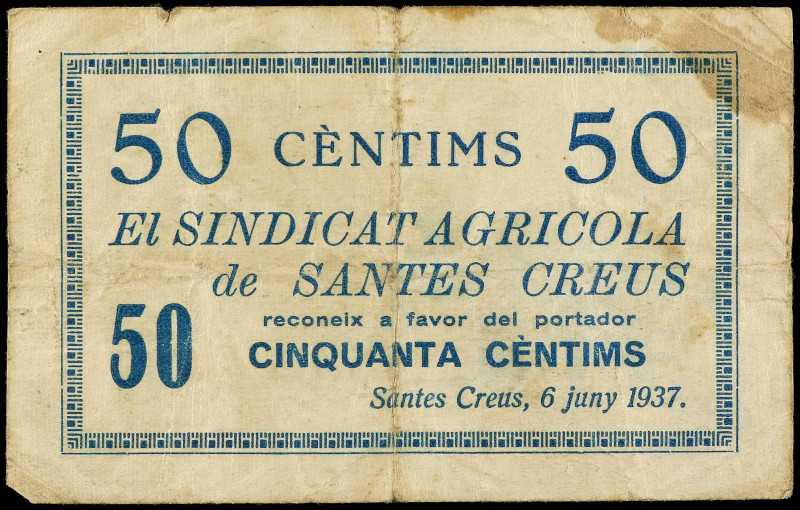 50 CÈNTIMS 50
El SINDICAT AGRICOLA
de SANTES CREUS
reconeix a favor del portador
50 CINQUANTA CÈNTIMS
Santes Creus, 6 juny 1937.